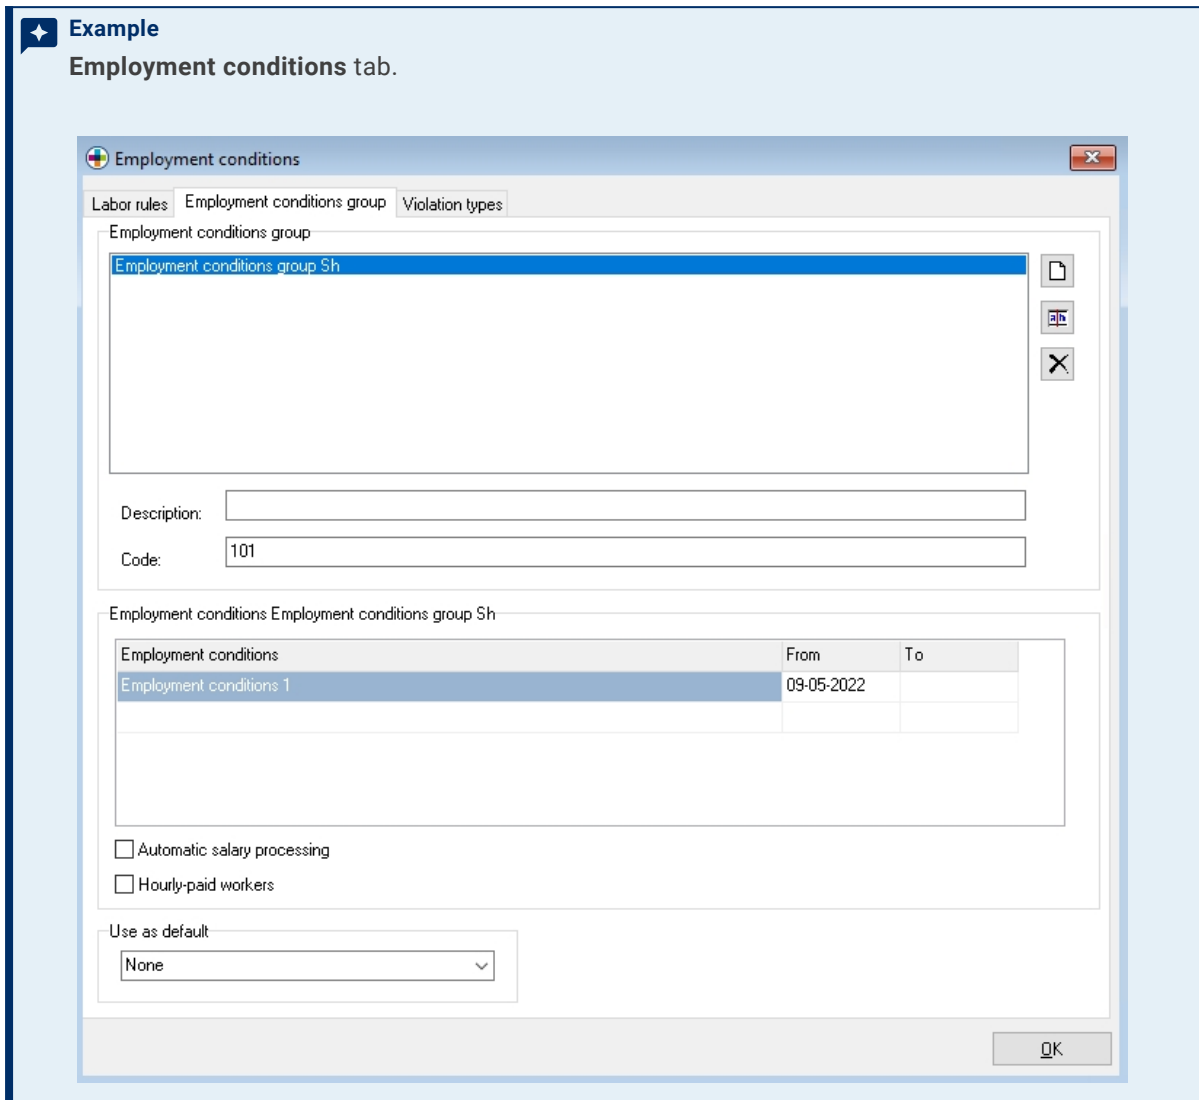 Example
Employment conditions tab.
Employment conditions
Labor rules Employment conditions group Violation types
Employment conditions group
Employment conditions group Sh
Description:
Code: 101
Employment conditions Employment conditions group Sh
Employment conditions From To
Employment conditions 1 09-05-2022
Automatic salary processing
Hourly-paid workers
Use as default
None
OK